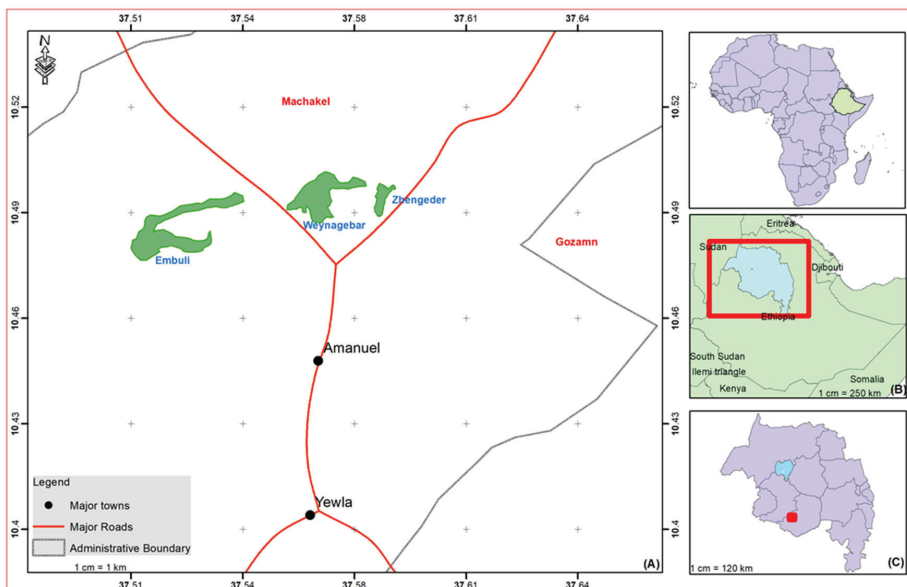 37.51
37.54
37.58
37.61
37.64
N
Machakel
10.52
10.52
Zhengeder
10.49
10.49
Weynagebar
Embuli
Gozamn
10.46
10.46
Amanuel
10.43
10.43
Yewla
10.4
10.4
Legend
Major towns
Major Roads
Administrative Boundary
1 cm = 1 km
(A)
37.51
37.54
37.58
37.61
37.64
Eritrea
Sudan
Djibouti
Ethiopia
South Sudan
Ilemi triangle
Kenya
Somalia
1 cm = 250 km
(B)
1 cm = 120 km
(C)